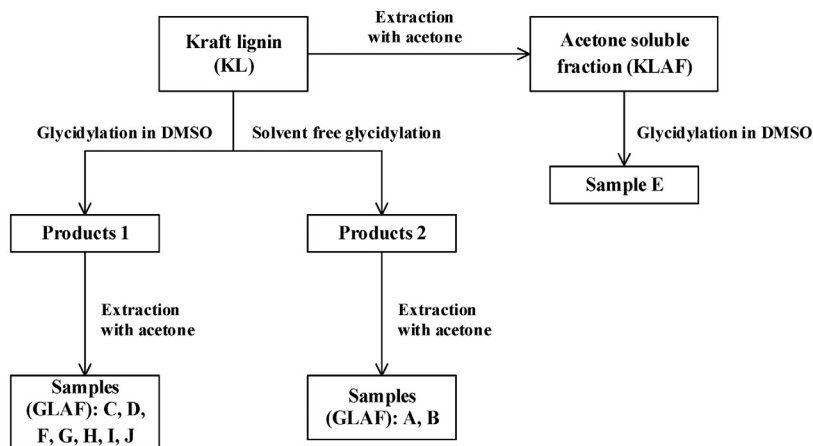 Kraft lignin
(KL)
Extraction
with acetone
Acetone soluble
fraction (KLAF)
Glycidylation in DMSO
Solvent free glycidylation
Glycidylation in DMSO
Sample E
Products 1
Products 2
Extraction
with acetone
Extraction
with acetone
Samples
(GLAF): C, D,
F, G, H, I, J
Samples
(GLAF): A, B